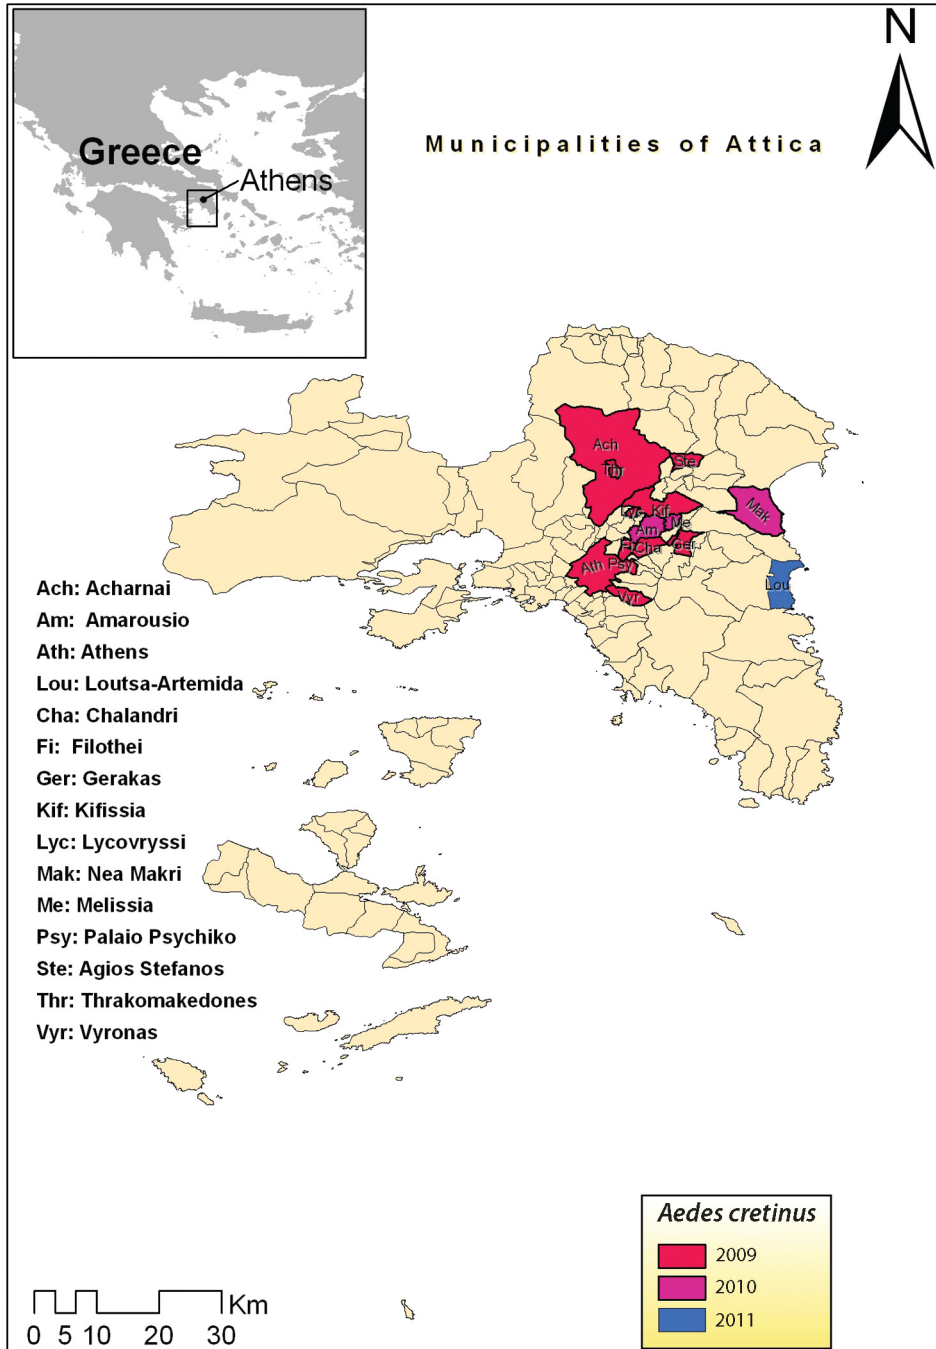 N
Municipalities of Attica
Greece
Athens
Ach
Thr
Ste
Lyc
Kif
Mak
Am
Me
Fi
Cha
Ger
Ath
Psy
Lou
Vyr
Ach: Acharnai
Am: Amarousio
Ath: Athens
Lou: Loutsa-Artemida
Cha: Chalandri
Fi: Filothei
Ger: Gerakas
Kif: Kifissia
Lyc: Lycovryssi
Mak: Nea Makri
Me: Melissia
Psy: Palaio Psychiko
Ste: Agios Stefanos
Thr: Thrakomakedones
Vyr: Vyronas
Aedes cretinus
2009
2010
2011
Km
0 5 10 20 30